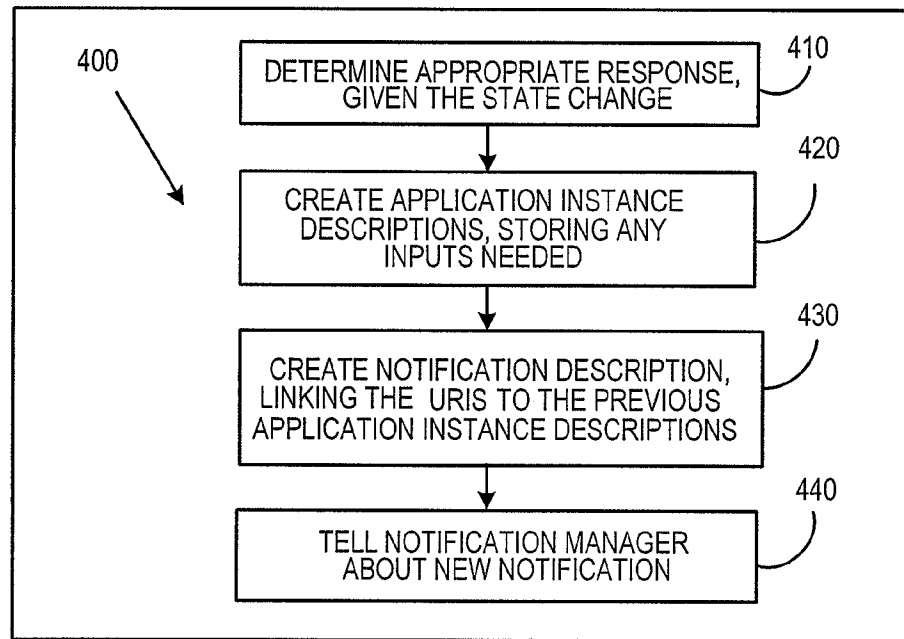 400
DETERMINE APPROPRIATE RESPONSE,
GIVEN THE STATE CHANGE
410
CREATE APPLICATION INSTANCE
DESCRIPTIONS, STORING ANY
INPUTS NEEDED
420
CREATE NOTIFICATION DESCRIPTION,
LINKING THE URIS TO THE PREVIOUS
APPLICATION INSTANCE DESCRIPTIONS
430
TELL NOTIFICATION MANAGER
ABOUT NEW NOTIFICATION
440